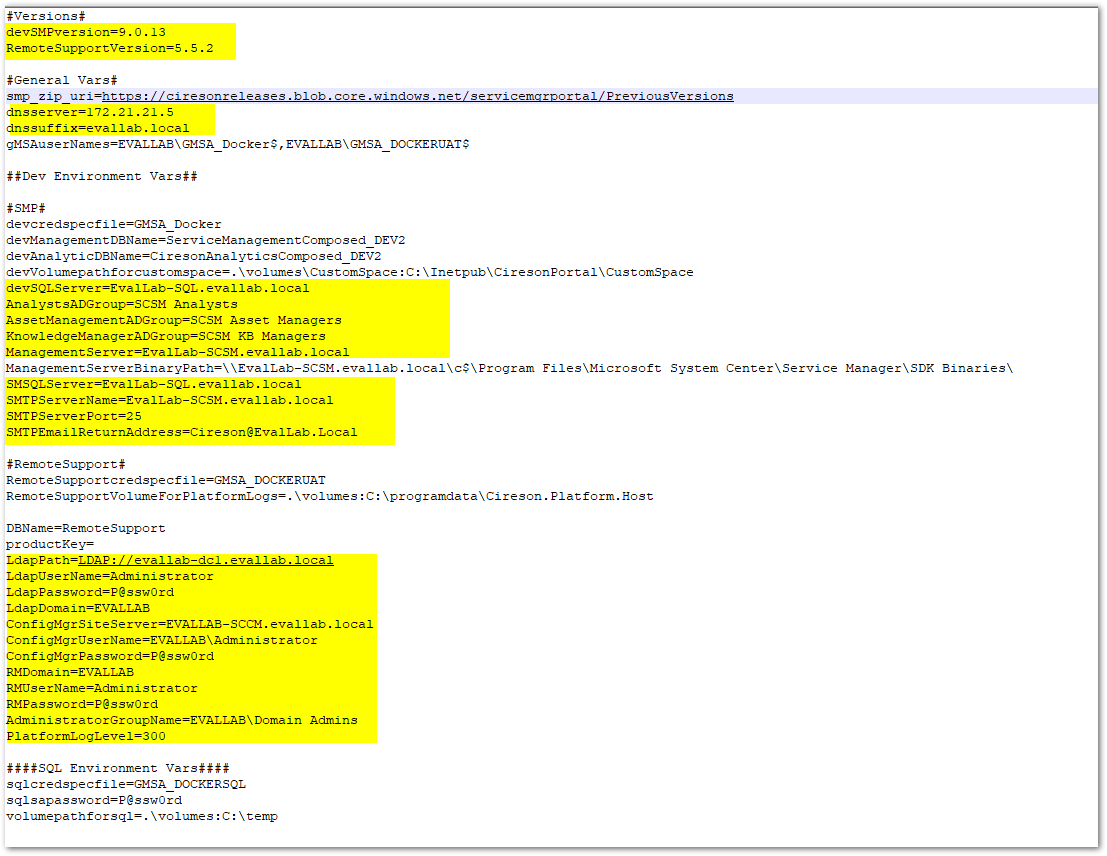 #Versions#
devSMPversion=9.0.13
RemoteSupportVersion=5.5.2
#General Vars#
smp_zip_uri=https://ciresonreleases.blob.core.windows.net/servicemgrportal/PreviousVersions
dnsserver=172.21.21.5
dnssuffix=evallab.local
gMSAuserNames=EVALLAB\GMSA_Docker$,EVALLAB\GMSA_DOCKERUAT$
##Dev Environment Vars##
#SMP#
devcredspecfile=GMSA_Docker
devManagementDBName=ServiceManagementComposed_DEV2
devAnalyticDBName=CiresonAnalyticsComposed_DEV2
devVolumepathforcustomspace=.\volumes\CustomSpace:C:\Inetpub\CiresonPortal\CustomSpace
devSQLServer=EvalLab-SQL.evallab.local
AnalystsADGroup=SCSM Analysts
AssetManagementADGroup=SCSM Asset Managers
KnowledgeManagerADGroup=SCSM KB Managers
ManagementServer=EvalLab-SCSM.evallab.local
ManagementServerBinaryPath=\\EvalLab-SCSM.evallab.local\c$\Program Files\Microsoft System Center\Service Manager\SDK Binaries\
SMSQLServer=EvalLab-SQL.evallab.local
SMTPServerName=EvalLab-SCSM.evallab.local
SMTPServerPort=25
SMTPEmailReturnAddress=Cireson@EvalLab.Local
#RemoteSupport#
RemoteSupportcredspecfile=GMSA_DOCKERUAT
RemoteSupportVolumeForPlatformLogs=.\volumes:C:\programdata\Cireson.Platform.Host
DBName=RemoteSupport
productKey=
LdapPath=LDAP://evallab-dc1.evallab.local
LdapUserName=Administrator
LdapPassword=P@ssw0rd
LdapDomain=EVALLAB
ConfigMgrSiteServer=EVALLAB-SCCM.evallab.local
ConfigMgrUserName=EVALLAB\Administrator
ConfigMgrPassword=P@ssw0rd
RMDomain=EVALLAB
RMUserName=Administrator
RMPassword=P@ssw0rd
AdministratorGroupName=EVALLAB\Domain Admins
PlatformLogLevel=300
####SQL Environment Vars####
sqlcredspecfile=GMSA_DOCKERSQL
sqlsapassword=P@ssw0rd
volumepathforsql=.\volumes:C:\temp